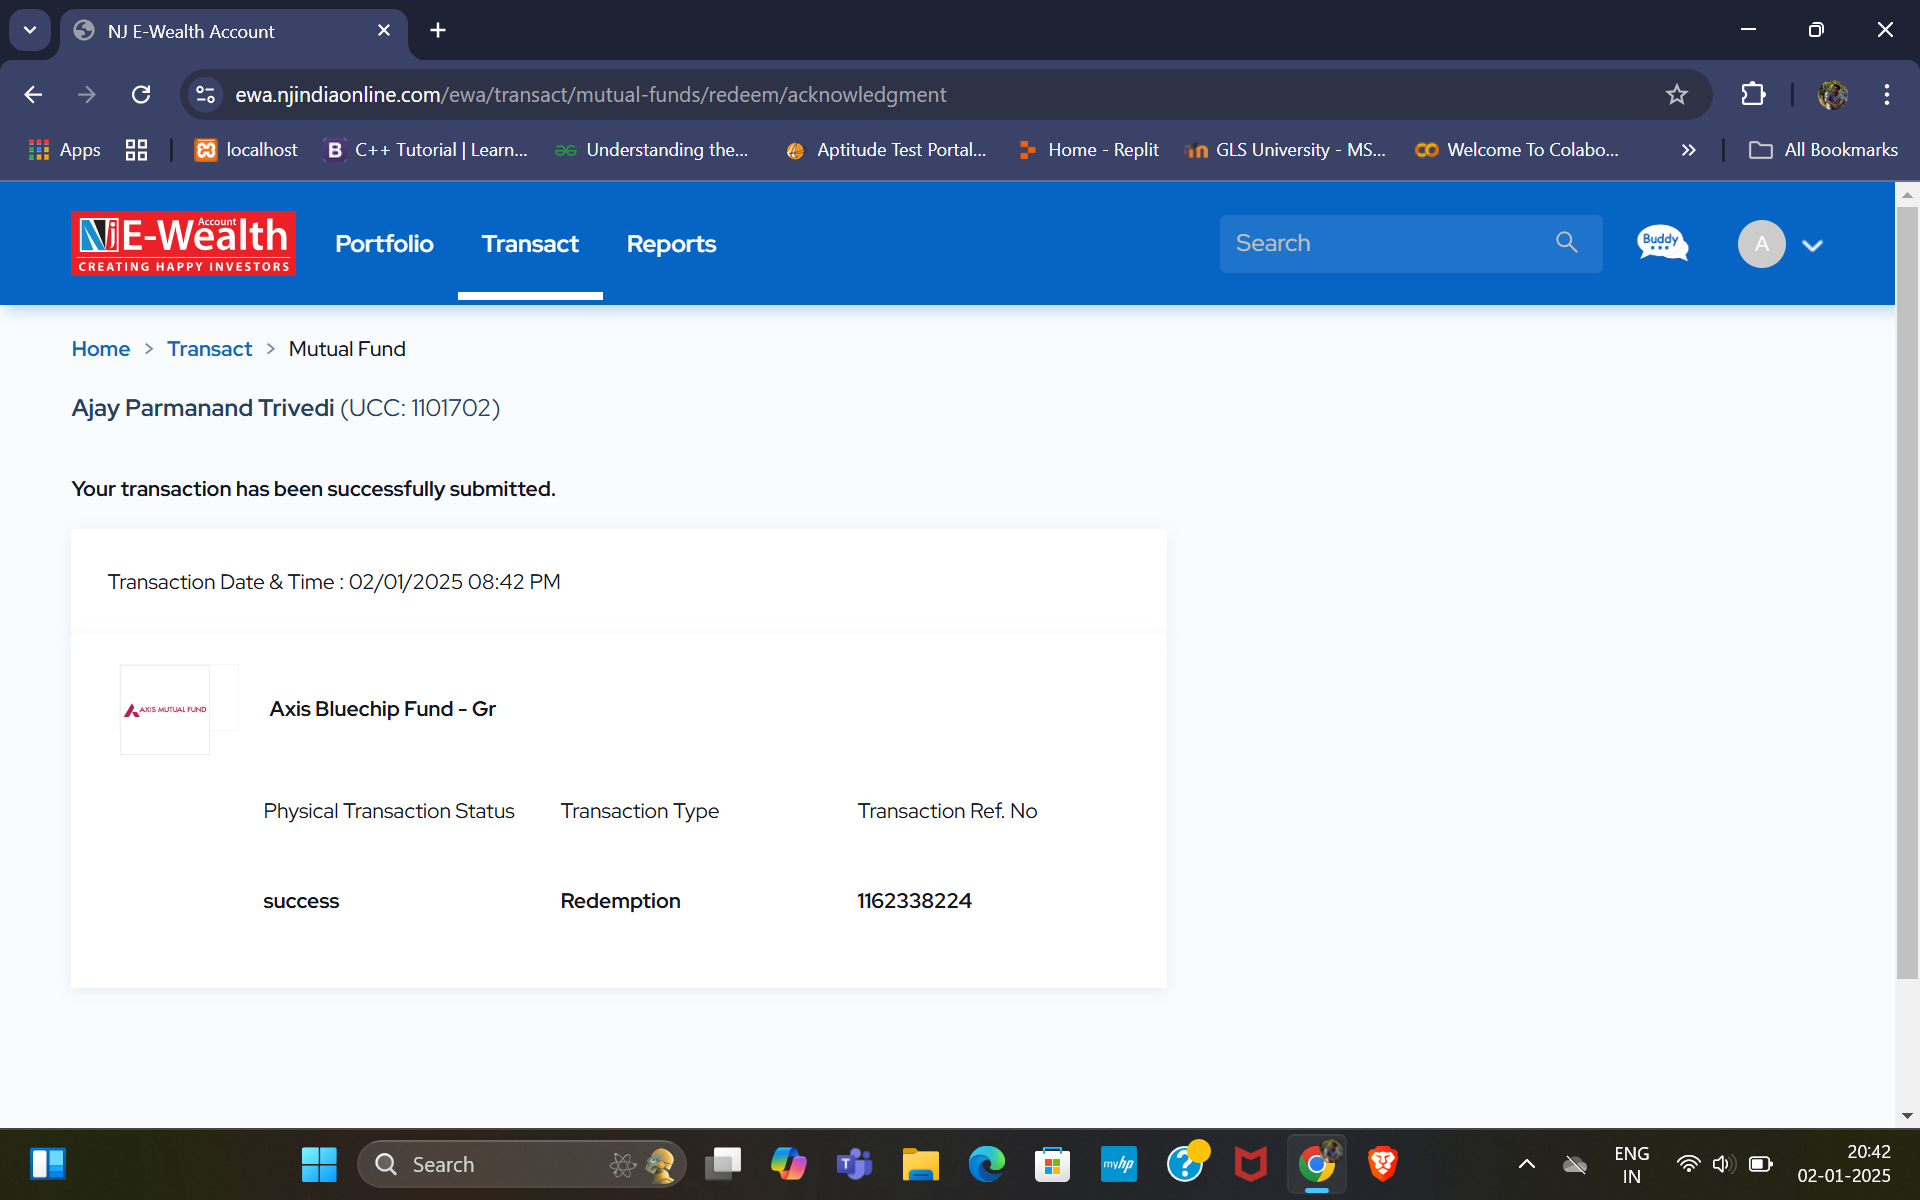 NJ E-Wealth Account
ewa.njindiaonline.com/ewa/transact/mutual-funds/redeem/acknowledgment
Apps
localhost
B C++ Tutorial | Learn...
Understanding the...
Aptitude Test Portal...
Home - Replit
GLS University - MS...
Welcome To Colabo...
All Bookmarks
NJ E-Wealth Account
CREATING HAPPY INVESTORS
Portfolio
Transact
Reports
Search
Buddy
A
Home > Transact > Mutual Fund
Ajay Parmanand Trivedi (UCC: 1101702)
Your transaction has been successfully submitted.
Transaction Date & Time : 02/01/2025 08:42 PM
AXIS MUTUAL FUND
Axis Bluechip Fund - Gr
Physical Transaction Status
Transaction Type
Transaction Ref. No
success
Redemption
1162338224
Search
myhp
ENG
IN
20:42
02-01-2025